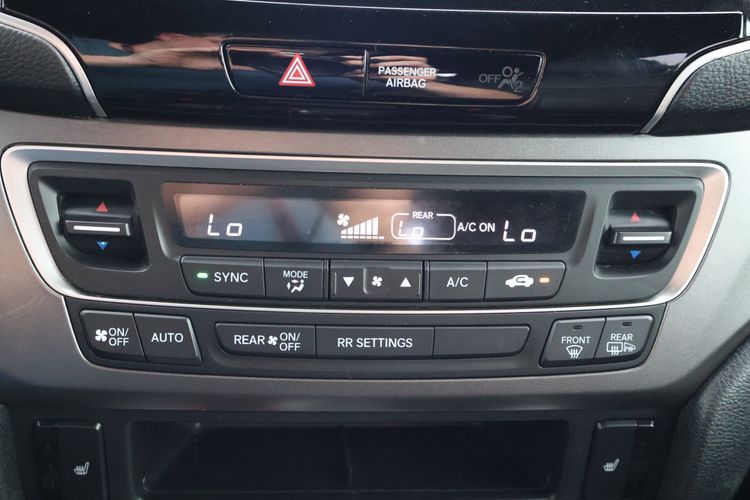 PASSENGER
AIRBAG
OFF
2
Lo
REAR
Lo
A/C ON
Lo
SYNC
MODE
A/C
ON/
OFF
AUTO
REAR ON/
OFF
RR SETTINGS
FRONT
REAR